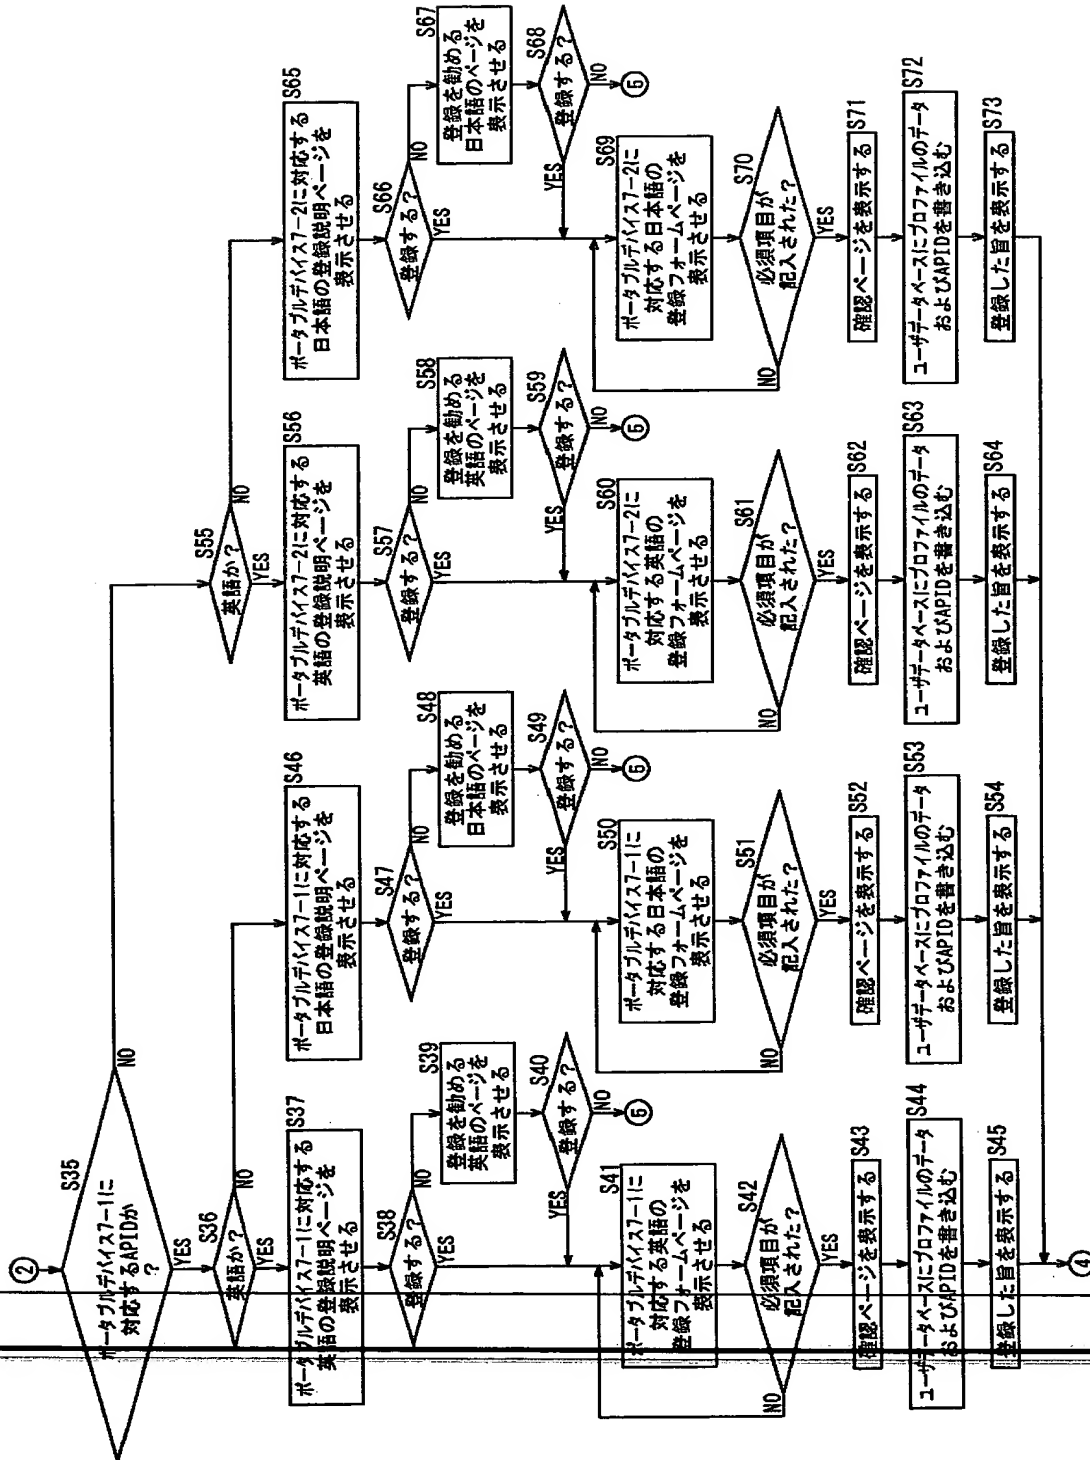 ②
S35
ポータブルデバイス7-1に
対応するAPIDか
?
YES
NO
S36
英語か?
YES
NO
S37
ポータブルデバイス7-1に対応する
英語の登録説明ページを
表示させる
S38
登録する?
YES
NO
S39
登録を勧める
英語のページを
表示させる
S40
登録する?
YES
NO
⑤
S41
ポータブルデバイス7-1に
対応する英語の
登録フォームページを
表示させる
S42
必須項目が
記入された?
NO
YES
S43
確認ページを表示する
S44
ユーザデータベースにプロファイルのデータ
およびAPIDを書き込む
S45
登録した旨を表示する
S46
ポータブルデバイス7-1に対応する
日本語の登録説明ページを
表示させる
S47
登録する?
YES
NO
S48
登録を勧める
日本語のページを
表示させる
S49
登録する?
YES
NO
⑤
S50
ポータブルデバイス7-1に
対応する日本語の
登録フォームページを
表示させる
S51
必須項目が
記入された?
NO
YES
S52
確認ページを表示する
S53
ユーザデータベースにプロファイルのデータ
およびAPIDを書き込む
S54
登録した旨を表示する
S55
英語か?
YES
NO
S56
ポータブルデバイス7-2に対応する
英語の登録説明ページを
表示させる
S57
登録する?
YES
NO
S58
登録を勧める
英語のページを
表示させる
S59
登録する?
YES
NO
⑤
S60
ポータブルデバイス7-2に
対応する英語の
登録フォームページを
表示させる
S61
必須項目が
記入された?
NO
YES
S62
確認ページを表示する
S63
ユーザデータベースにプロファイルのデータ
およびAPIDを書き込む
S64
登録した旨を表示する
S65
ポータブルデバイス7-2に対応する
日本語の登録説明ページを
表示させる
S66
登録する?
YES
NO
S67
登録を勧める
日本語のページを
表示させる
S68
登録する?
YES
NO
⑤
S69
ポータブルデバイス7-2に
対応する日本語の
登録フォームページを
表示させる
S70
必須項目が
記入された?
NO
YES
S71
確認ページを表示する
S72
ユーザデータベースにプロファイルのデータ
およびAPIDを書き込む
S73
登録した旨を表示する
④